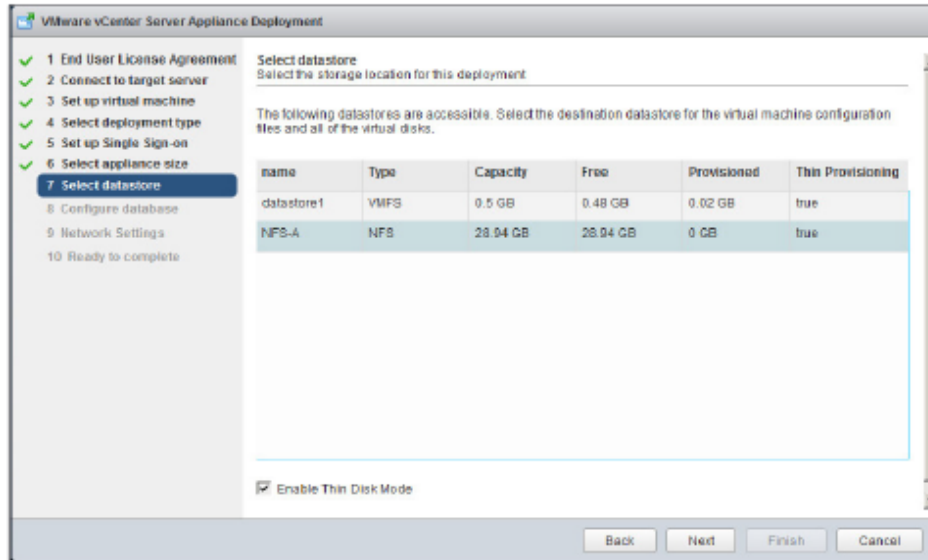 VMware vCenter Server Appliance Deployment
1 End User License Agreement
2 Connect to target server
3 Set up virtual machine
4 Select deployment type
5 Set up Single Sign-on
6 Select appliance size
7 Select datastore
8 Configure database
9 Network Settings
10 Ready to complete
Select datastore
Select the storage location for this deployment
The following datastores are accessible. Select the destination datastore for the virtual machine configuration
files and all of the virtual disks.
name Type Capacity Free Provisioned Thin Provisioning
datastore1 VMFS 0.5 GB 0.48 GB 0.02 GB true
NFS-A NFS 28.94 GB 28.94 GB 0 GB true
Enable Thin Disk Mode
Back Next Finish Cancel